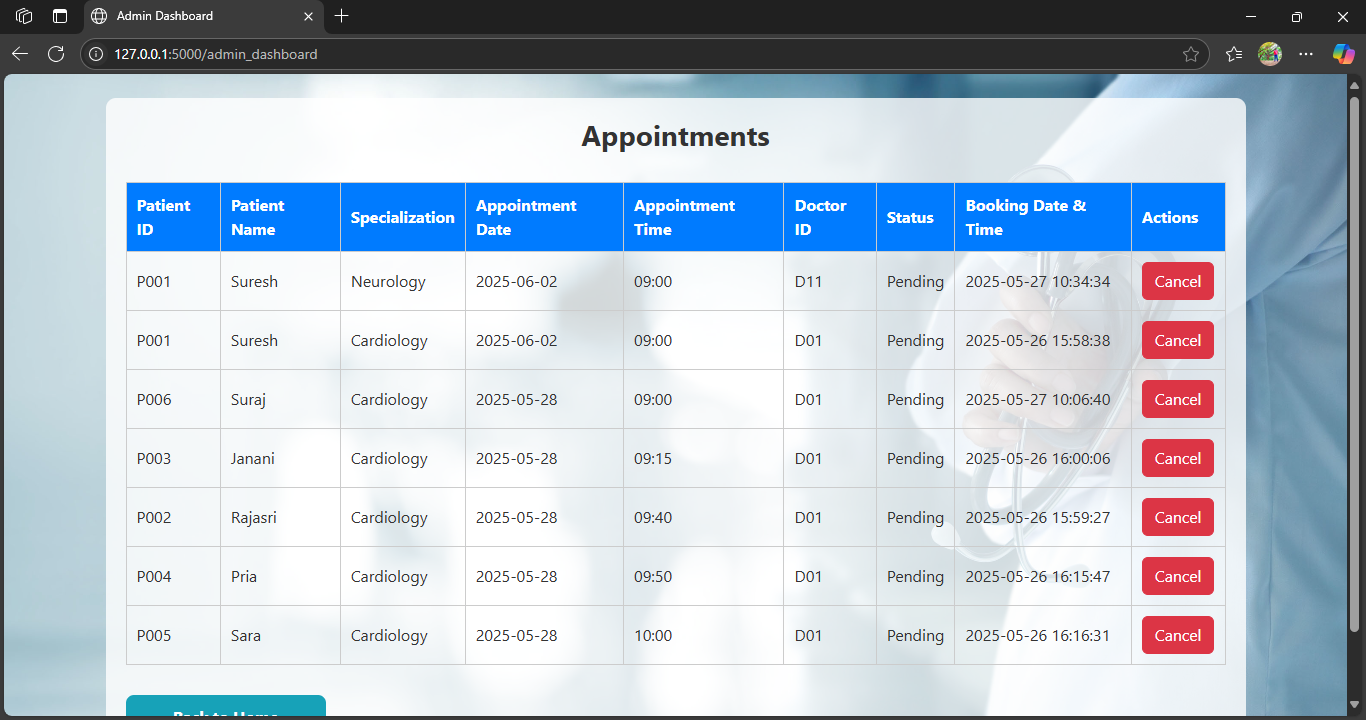 Admin Dashboard
127.0.0.1:5000/admin_dashboard
Appointments
Patient ID Patient Name Specialization Appointment Date Appointment Time Doctor ID Status Booking Date & Time Actions
P001 Suresh Neurology 2025-06-02 09:00 D11 Pending 2025-05-27 10:34:34 Cancel
P001 Suresh Cardiology 2025-06-02 09:00 D01 Pending 2025-05-26 15:58:38 Cancel
P006 Suraj Cardiology 2025-05-28 09:00 D01 Pending 2025-05-27 10:06:40 Cancel
P003 Janani Cardiology 2025-05-28 09:15 D01 Pending 2025-05-26 16:00:06 Cancel
P002 Rajasri Cardiology 2025-05-28 09:40 D01 Pending 2025-05-26 15:59:27 Cancel
P004 Pria Cardiology 2025-05-28 09:50 D01 Pending 2025-05-26 16:15:47 Cancel
P005 Sara Cardiology 2025-05-28 10:00 D01 Pending 2025-05-26 16:16:31 Cancel
Back to Home